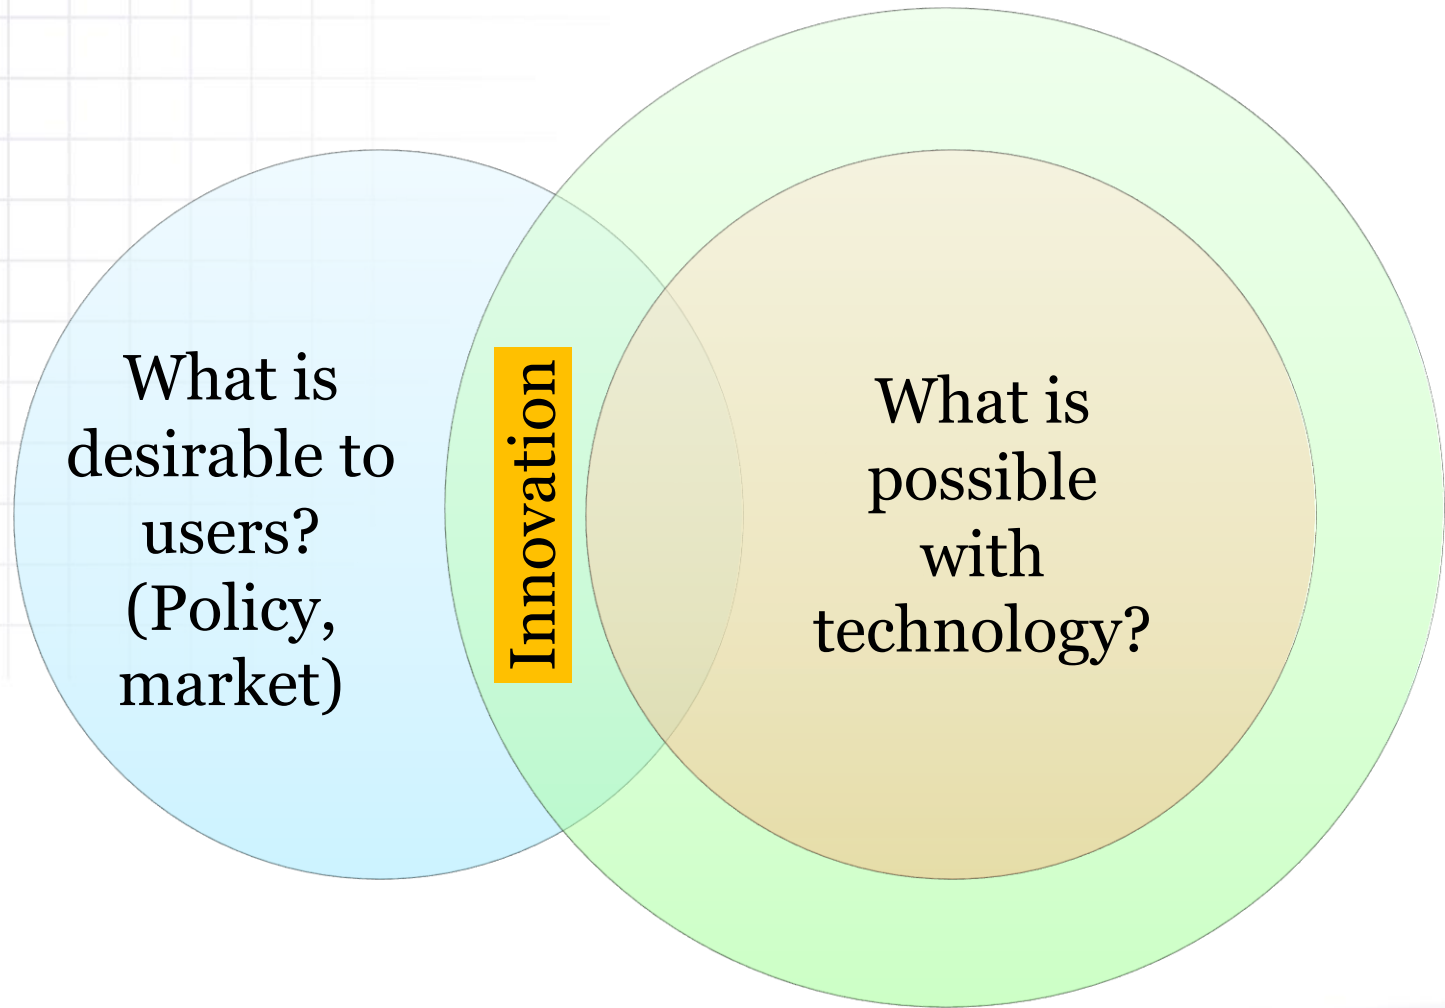 What is
desirable to
users?
(Policy,
market)
Innovation
What is
possible
with
technology?